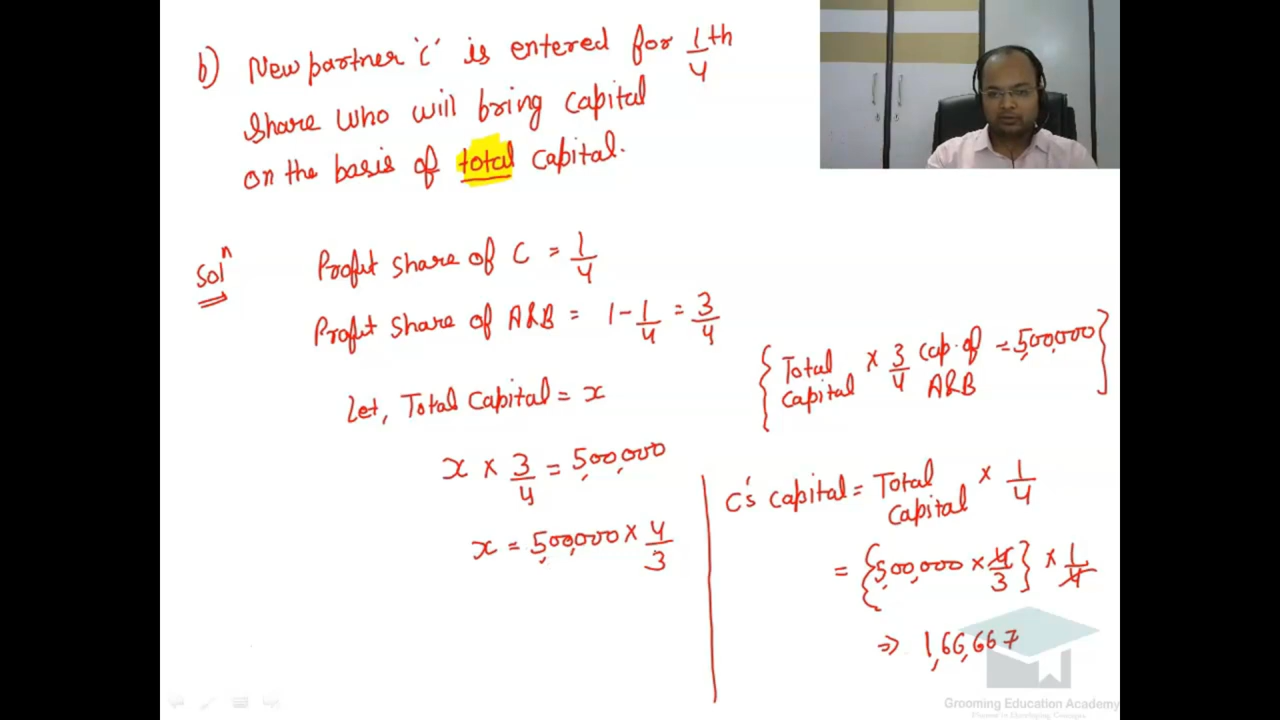 b) New partner 'C' is entered for 1/4 th
share who will bring capital
on the basis of total capital.
Solⁿ
Profit share of C = 1/4
Profit share of A&B = 1 - 1/4 = 3/4
Let, Total Capital = x
x × 3/4 = 5,00,000
x = 5,00,000 × 4/3
{Total Capital × 3/4 Cap. of A&B = 5,00,000}
C's capital = Total Capital × 1/4
= {5,00,000 × 4/3} × 1/4
⇒ 1,66,667
Grooming Education Academy